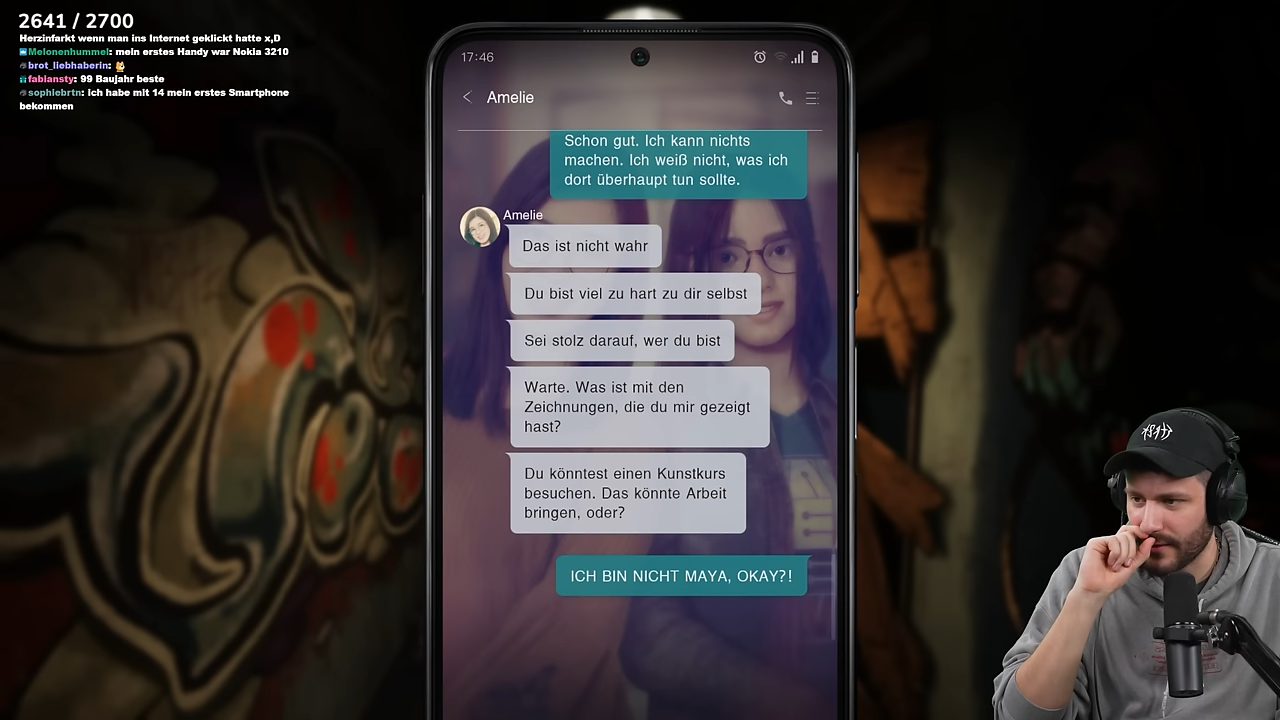 2641 / 2700
Herzinfarkt wenn man ins Internet geklickt hatte x,D
Melonenhummel: mein erstes Handy war Nokia 3210
brot_liebhaberin:
fabiansty: 99 Baujahr beste
sophiebrtn: ich habe mit 14 mein erstes Smartphone
bekommen
17:46
Amelie
Schon gut. Ich kann nichts
machen. Ich weiß nicht, was ich
dort überhaupt tun sollte.
Amelie
Das ist nicht wahr
Du bist viel zu hart zu dir selbst
Sei stolz darauf, wer du bist
Warte. Was ist mit den
Zeichnungen, die du mir gezeigt
hast?
Du könntest einen Kunstkurs
besuchen. Das könnte Arbeit
bringen, oder?
ICH BIN NICHT MAYA, OKAY?!